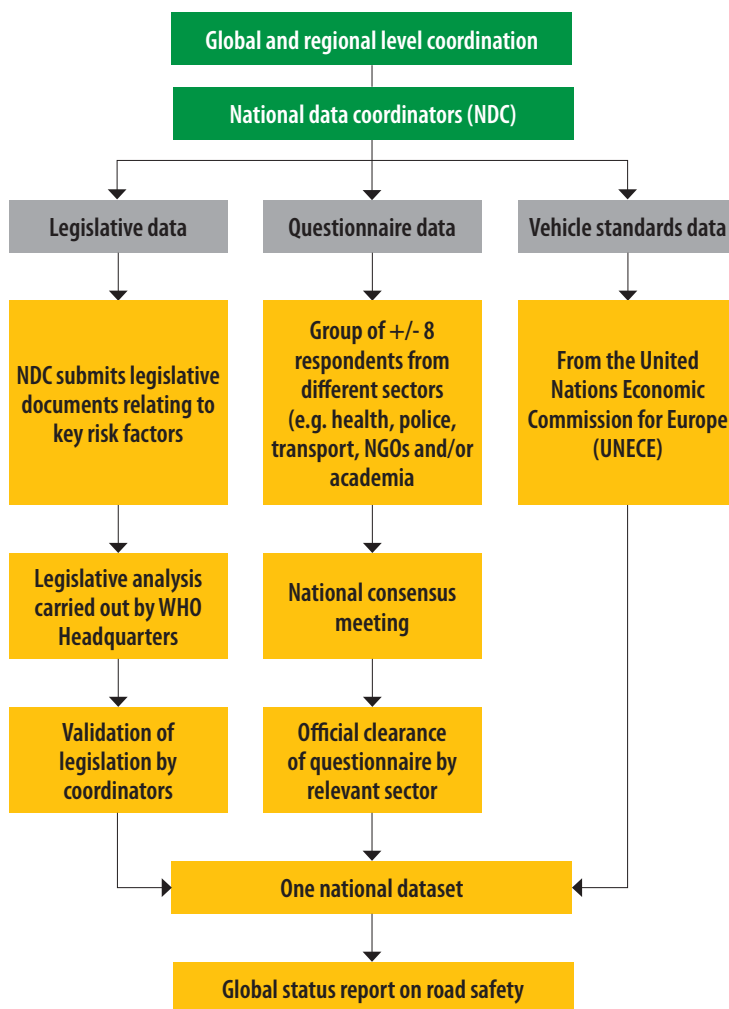 Global and regional level coordination
National data coordinators (NDC)
Legislative data
Questionnaire data
Vehicle standards data
NDC submits legislative
documents relating to
key risk factors
Group of +/- 8
respondents from
different sectors
(e.g. health, police,
transport, NGOs and/or
academia
From the United
Nations Economic
Commission for Europe
(UNECE)
Legislative analysis
carried out by WHO
Headquarters
National consensus
meeting
Validation of
legislation by
coordinators
Official clearance
of questionnaire by
relevant sector
One national dataset
Global status report on road safety